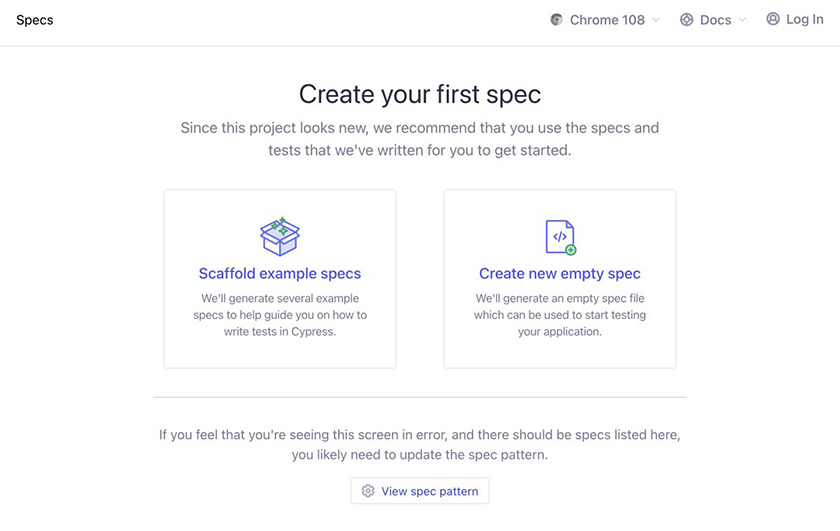 Specs
Chrome 108
Docs
Log In
Create your first spec
Since this project looks new, we recommend that you use the specs and
tests that we've written for you to get started.
Scaffold example specs
We'll generate several example
specs to help guide you on how to
write tests in Cypress.
</>
Create new empty spec
We'll generate an empty spec file
which can be used to start testing
your application.
If you feel that you're seeing this screen in error, and there should be specs listed here,
you likely need to update the spec pattern.
View spec pattern